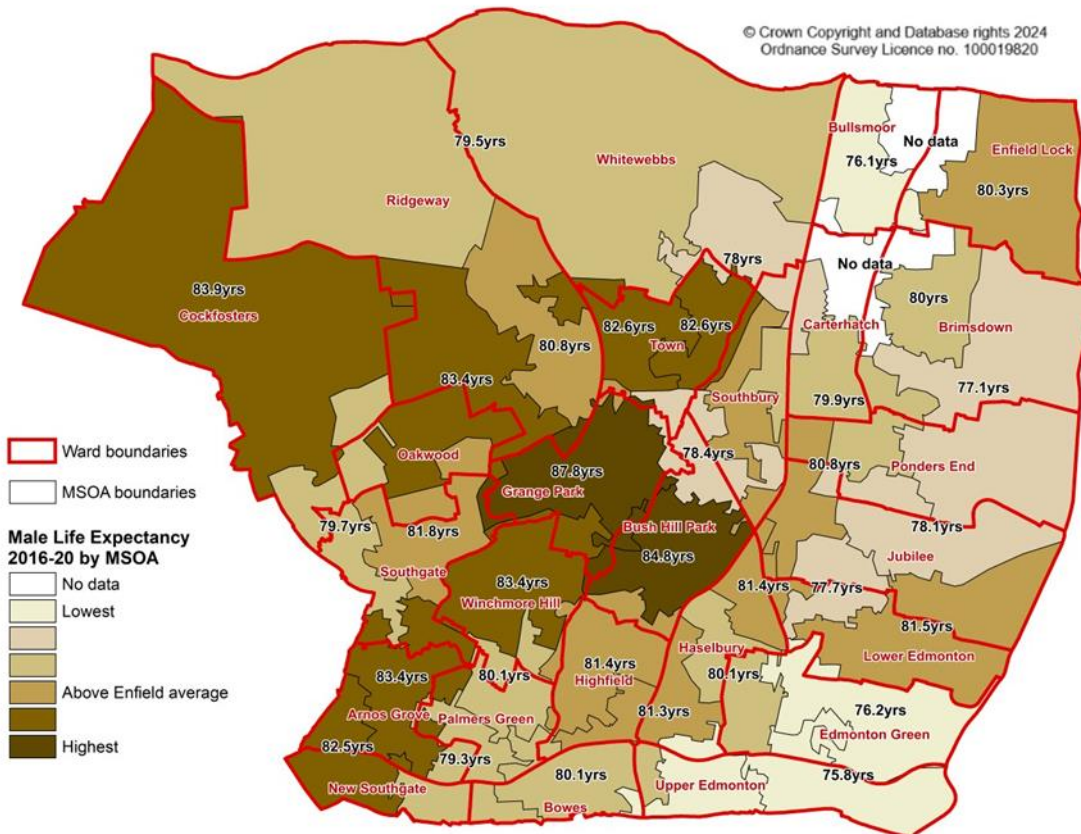 © Crown Copyright and Database rights 2024
Ordnance Survey Licence no. 100019820
Bullsmoor
No data
79.5yrs
76.1yrs
Enfield Lock
Whitewebbs
80.3yrs
Ridgeway
78yrs
No data
83.9yrs
80yrs
Cockfosters
82.6yrs
82.6yrs
Carterhatch
Brimsdown
80.8yrs
Town
83.4yrs
77.1yrs
Southbury
79.9yrs
Oakwood
78.4yrs
80.8yrs
Ponders End
87.8yrs
Grange Park
79.7yrs
81.8yrs
Bush Hill Park
78.1yrs
84.8yrs
Jubilee
Southgate
83.4yrs
81.4yrs
77.7yrs
Winchmore Hill
81.5yrs
Haselbury
Lower Edmonton
81.4yrs
80.1yrs
80.1yrs
83.4yrs
Highfield
Arnos Grove
Palmers Green
81.3yrs
76.2yrs
82.5yrs
Edmonton Green
79.3yrs
80.1yrs
75.8yrs
New Southgate
Upper Edmonton
Bowes
Ward boundaries
MSOA boundaries
Male Life Expectancy
2016-20 by MSOA
No data
Lowest
Above Enfield average
Highest